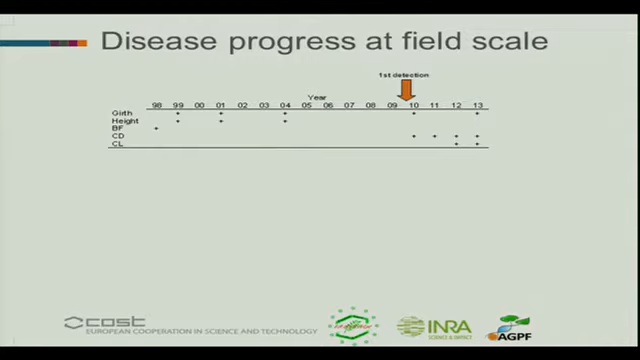 Disease progress at field scale
1st detection
Year
98 99 00 01 02 03 04 05 06 07 08 09 10 11 12 13
Girth + + + + +
Height + + +
BF +
CD + + + +
CL + +
cost
EUROPEAN COOPERATION IN SCIENCE AND TECHNOLOGY
INRA
SCIENCE & IMPACT
AGPF